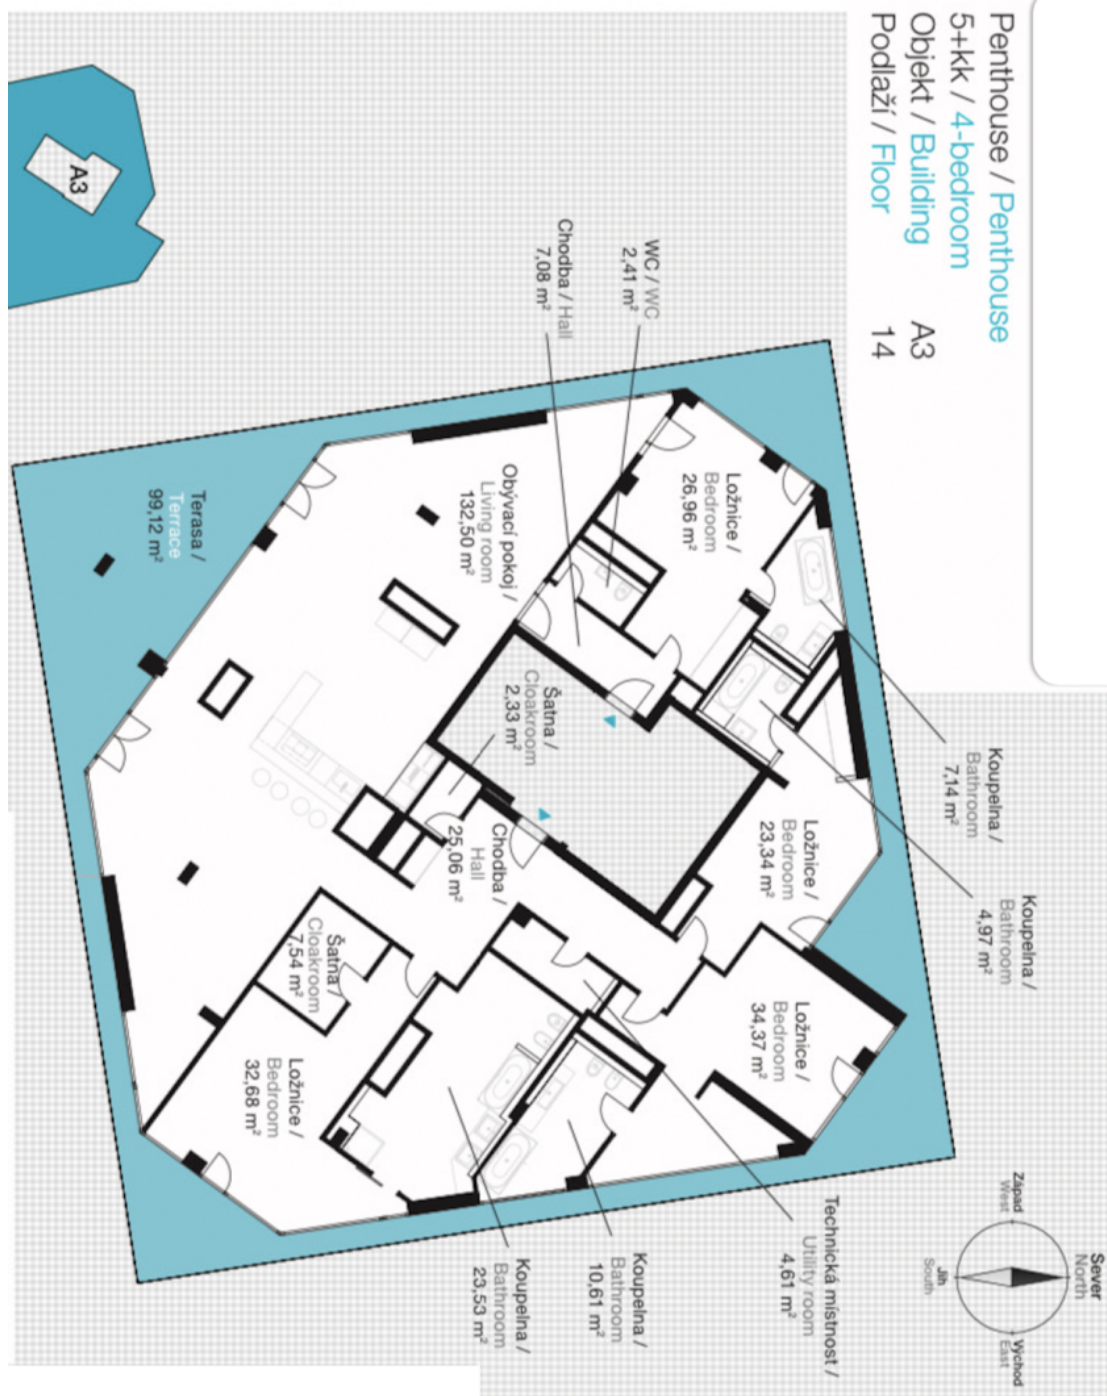 Penthouse / Penthouse
5+kk / 4-bedroom
Objekt / Building A3
Podlaží / Floor 14
A3
WC / WC
2,41 m²
Chodba / Hall
7,08 m²
Ložnice /
Bedroom
26,96 m²
Koupelna /
Bathroom
7,14 m²
Koupelna /
Bathroom
4,97 m²
Obývací pokoj /
Living room
132,50 m²
Terasa /
Terrace
99,12 m²
Šatna /
Cloakroom
2,33 m²
Ložnice /
Bedroom
23,34 m²
Chodba /
Hall
25,06 m²
Ložnice /
Bedroom
34,37 m²
Šatna /
Cloakroom
7,54 m²
Ložnice /
Bedroom
32,68 m²
Technická místnost /
Utility room
4,61 m²
Koupelna /
Bathroom
10,61 m²
Koupelna /
Bathroom
23,53 m²
Sever
North
Západ
West
Východ
East
Jih
South